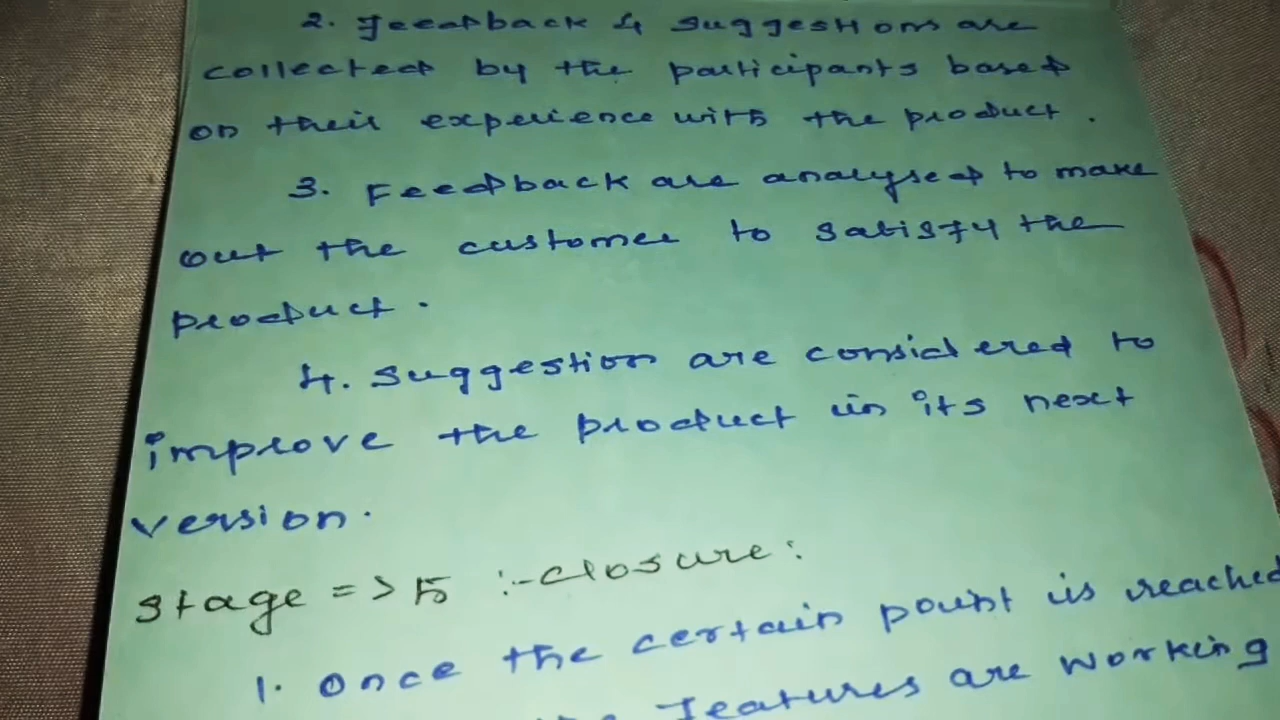 2. Feedback & suggestions are
collected by the participants based
on their experience with the product.
3. Feedback are analysed to make
out the customer to satisfy the
product.
4. suggestion are considered to
improve the product in its next
version.
stage => 5 :- closure:
1. Once the certain point is reached
features are working